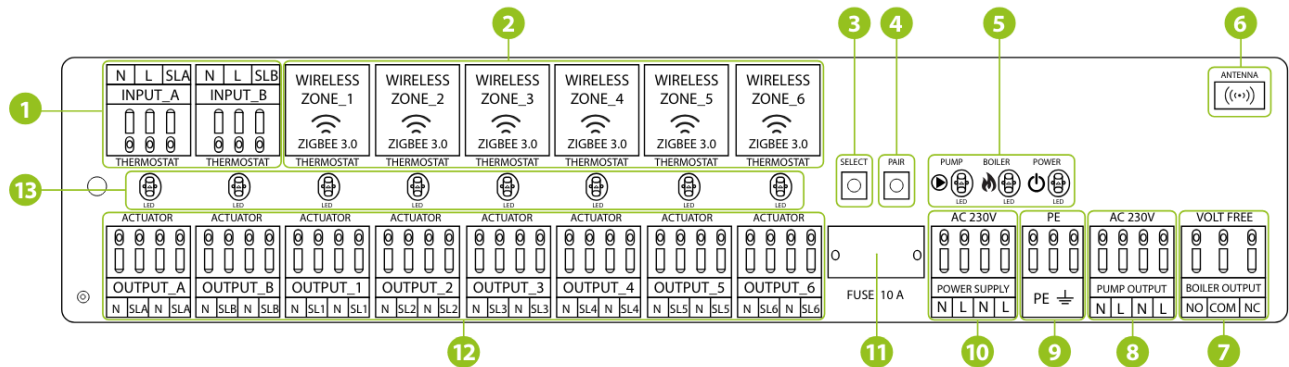 2
3
4
5
6
N L SLA
INPUT_A
THERMOSTAT
N L SLB
INPUT_B
THERMOSTAT
WIRELESS
ZONE_1
ZIGBEE 3.0
THERMOSTAT
WIRELESS
ZONE_2
ZIGBEE 3.0
THERMOSTAT
WIRELESS
ZONE_3
ZIGBEE 3.0
THERMOSTAT
WIRELESS
ZONE_4
ZIGBEE 3.0
THERMOSTAT
WIRELESS
ZONE_5
ZIGBEE 3.0
THERMOSTAT
WIRELESS
ZONE_6
ZIGBEE 3.0
THERMOSTAT
ANTENNA
1
SELECT
PAIR
PUMP BOILER POWER
LED LED LED
13
LED LED LED LED LED LED LED LED
ACTUATOR
OUTPUT_A
N SLA N SLA
ACTUATOR
OUTPUT_B
N SLB N SLB
ACTUATOR
OUTPUT_1
N SL1 N SL1
ACTUATOR
OUTPUT_2
N SL2 N SL2
ACTUATOR
OUTPUT_3
N SL3 N SL3
ACTUATOR
OUTPUT_4
N SL4 N SL4
ACTUATOR
OUTPUT_5
N SL5 N SL5
ACTUATOR
OUTPUT_6
N SL6 N SL6
FUSE 10 A
AC 230V
POWER SUPPLY
N L N L
PE
PE
AC 230V
PUMP OUTPUT
N L N L
VOLT FREE
BOILER OUTPUT
NO COM NC
12
11
10
9
8
7